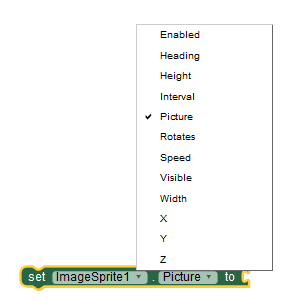 Enabled
Heading
Height
Interval
Picture
Rotates
Speed
Visible
Width
X
Y
Z
set ImageSprite1 . Picture to